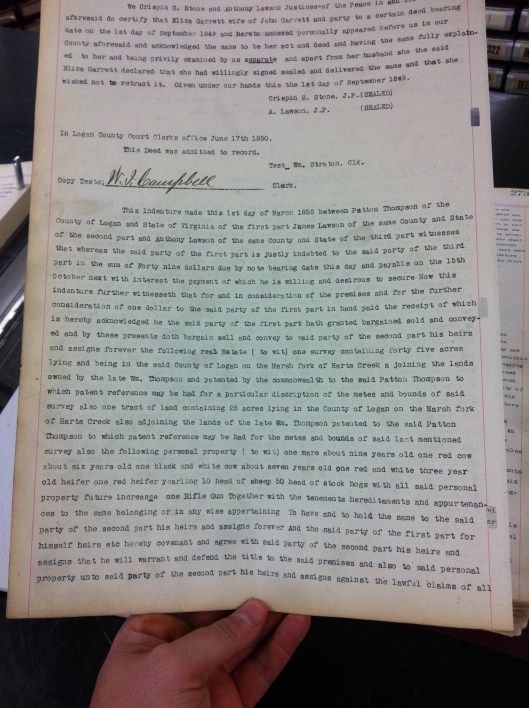 We Crispin S. Stone and Anthony Lawson Justices of the Peace in and
aforesaid do certify that Eliza Garrett wife of John Garrett and party to a certain deed bearing
date on the 1st day of September 1849 and hereto annexed personally appeared before us in our
County aforesaid and acknowledged the same to be her act and deed and having the same fully explain-
ed to her and being privily examined by us separate and apart from her husband she the said
Eliza Garrett declared that she had willingly signed sealed and delivered the same and that she
wished not to retract it. Given under our hands this the 1st day of September 1849.
Crispin S. Stone, J.P.(SEALED)
A. Lawson, J.P. (SEALED)
In Logan County Court Clerks office June 17th 1850.
This Deed was admitted to record.
Test_ Wm. Straton, Clk.
Copy Teste; W.I. Campbell Clerk.
This Indenture made this 1st day of March 1852 between Patton Thompson of the
County of Logan and State of Virginia of the first part James Lawson of the same County and State
of the second part and Anthony Lawson of the same County and State of the third part witnesses
that whereas the said party of the first part is justly indebted to the said party of the third
part in the sum of Forty nine dollars due by note bearing date this day and payable on the 15th
October next with interest the payment of which he is willing and desirous to secure Now this
indenture further witnesseth that for and in consideration of the premises and for the further
consideration of one dollar to the said party of the first part in hand paid the receipt of which
is hereby acknowledged he the said party of the first part hath granted bargained sold and convey-
ed and by these presents doth bargain sell and convey to said party of the second part his heirs
and assigns forever the following real Estate ( to wit) one survey containing forty five acres
lying and being in the said County of Logan on the Marsh fork of Harts Creek a joining the lands
owned by the late Wm. Thompson and patented by the commonwealth to the said Patton Thompson to
which patent reference may be had for a particular discription of the metes and bounds of said
survey also one tract of land containing 25 acres lying in the County of Logan on the Marsh fork
of Harts Creek also adjoining the lands of the late Wm. Thompson patented to the said Patton
Thompson to which patent reference may be had for the metes and bounds of said last mentioned
survey also the following personal property ( to wit) one mare about nine years old one red cow
about six years old one black and white cow about seven years old one red and white three year
old heifer one red heifer yearling 10 head of sheep 50 head of stock hogs with all said personal
property future increase one Rifle Gun Together with the tenements hereditaments and appurtenan-
ces to the same belonging or in any wise appertaining To have and to hold the same to the said
party of the second part his heirs and assigns forever And the said party of the first part for
himself heirs etc hereby covenant and agree with said party of the second part his heirs and
assigns that he will warrant and defend the title to the said premises and also to said personal
property unto said party of the second part his heirs and assigns against the lawful claims of all